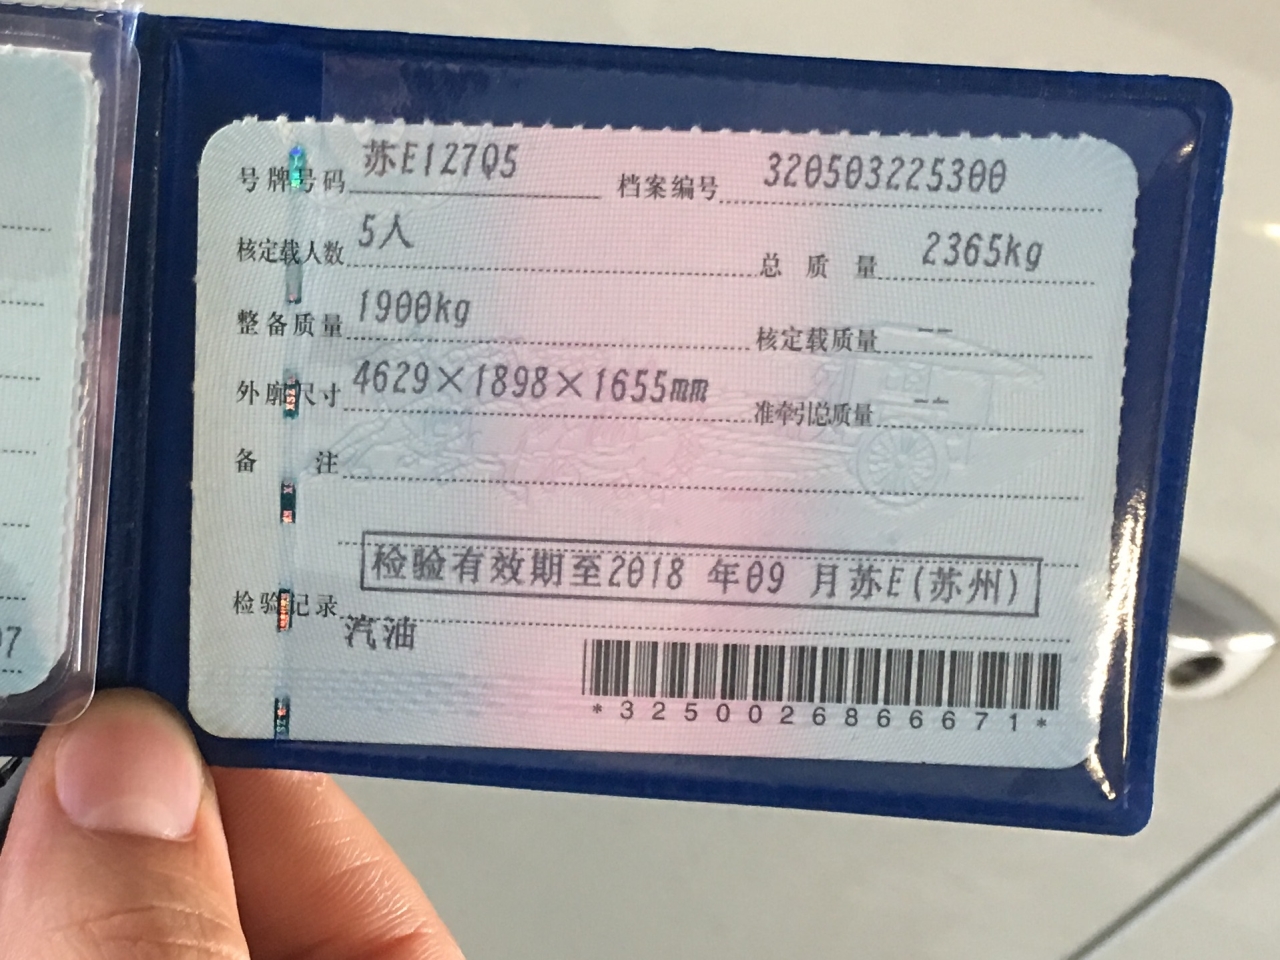 号牌号码 苏E1Z7Q5 档案编号 320503225300
核定载人数 5人 总质量 2365kg
整备质量 1900kg 核定载质量 --
外廓尺寸 4629×1898×1655mm 准牵引总质量 --
备注
检验有效期至2018 年09 月苏E(苏州)
检验记录
汽油
*3250026866671*